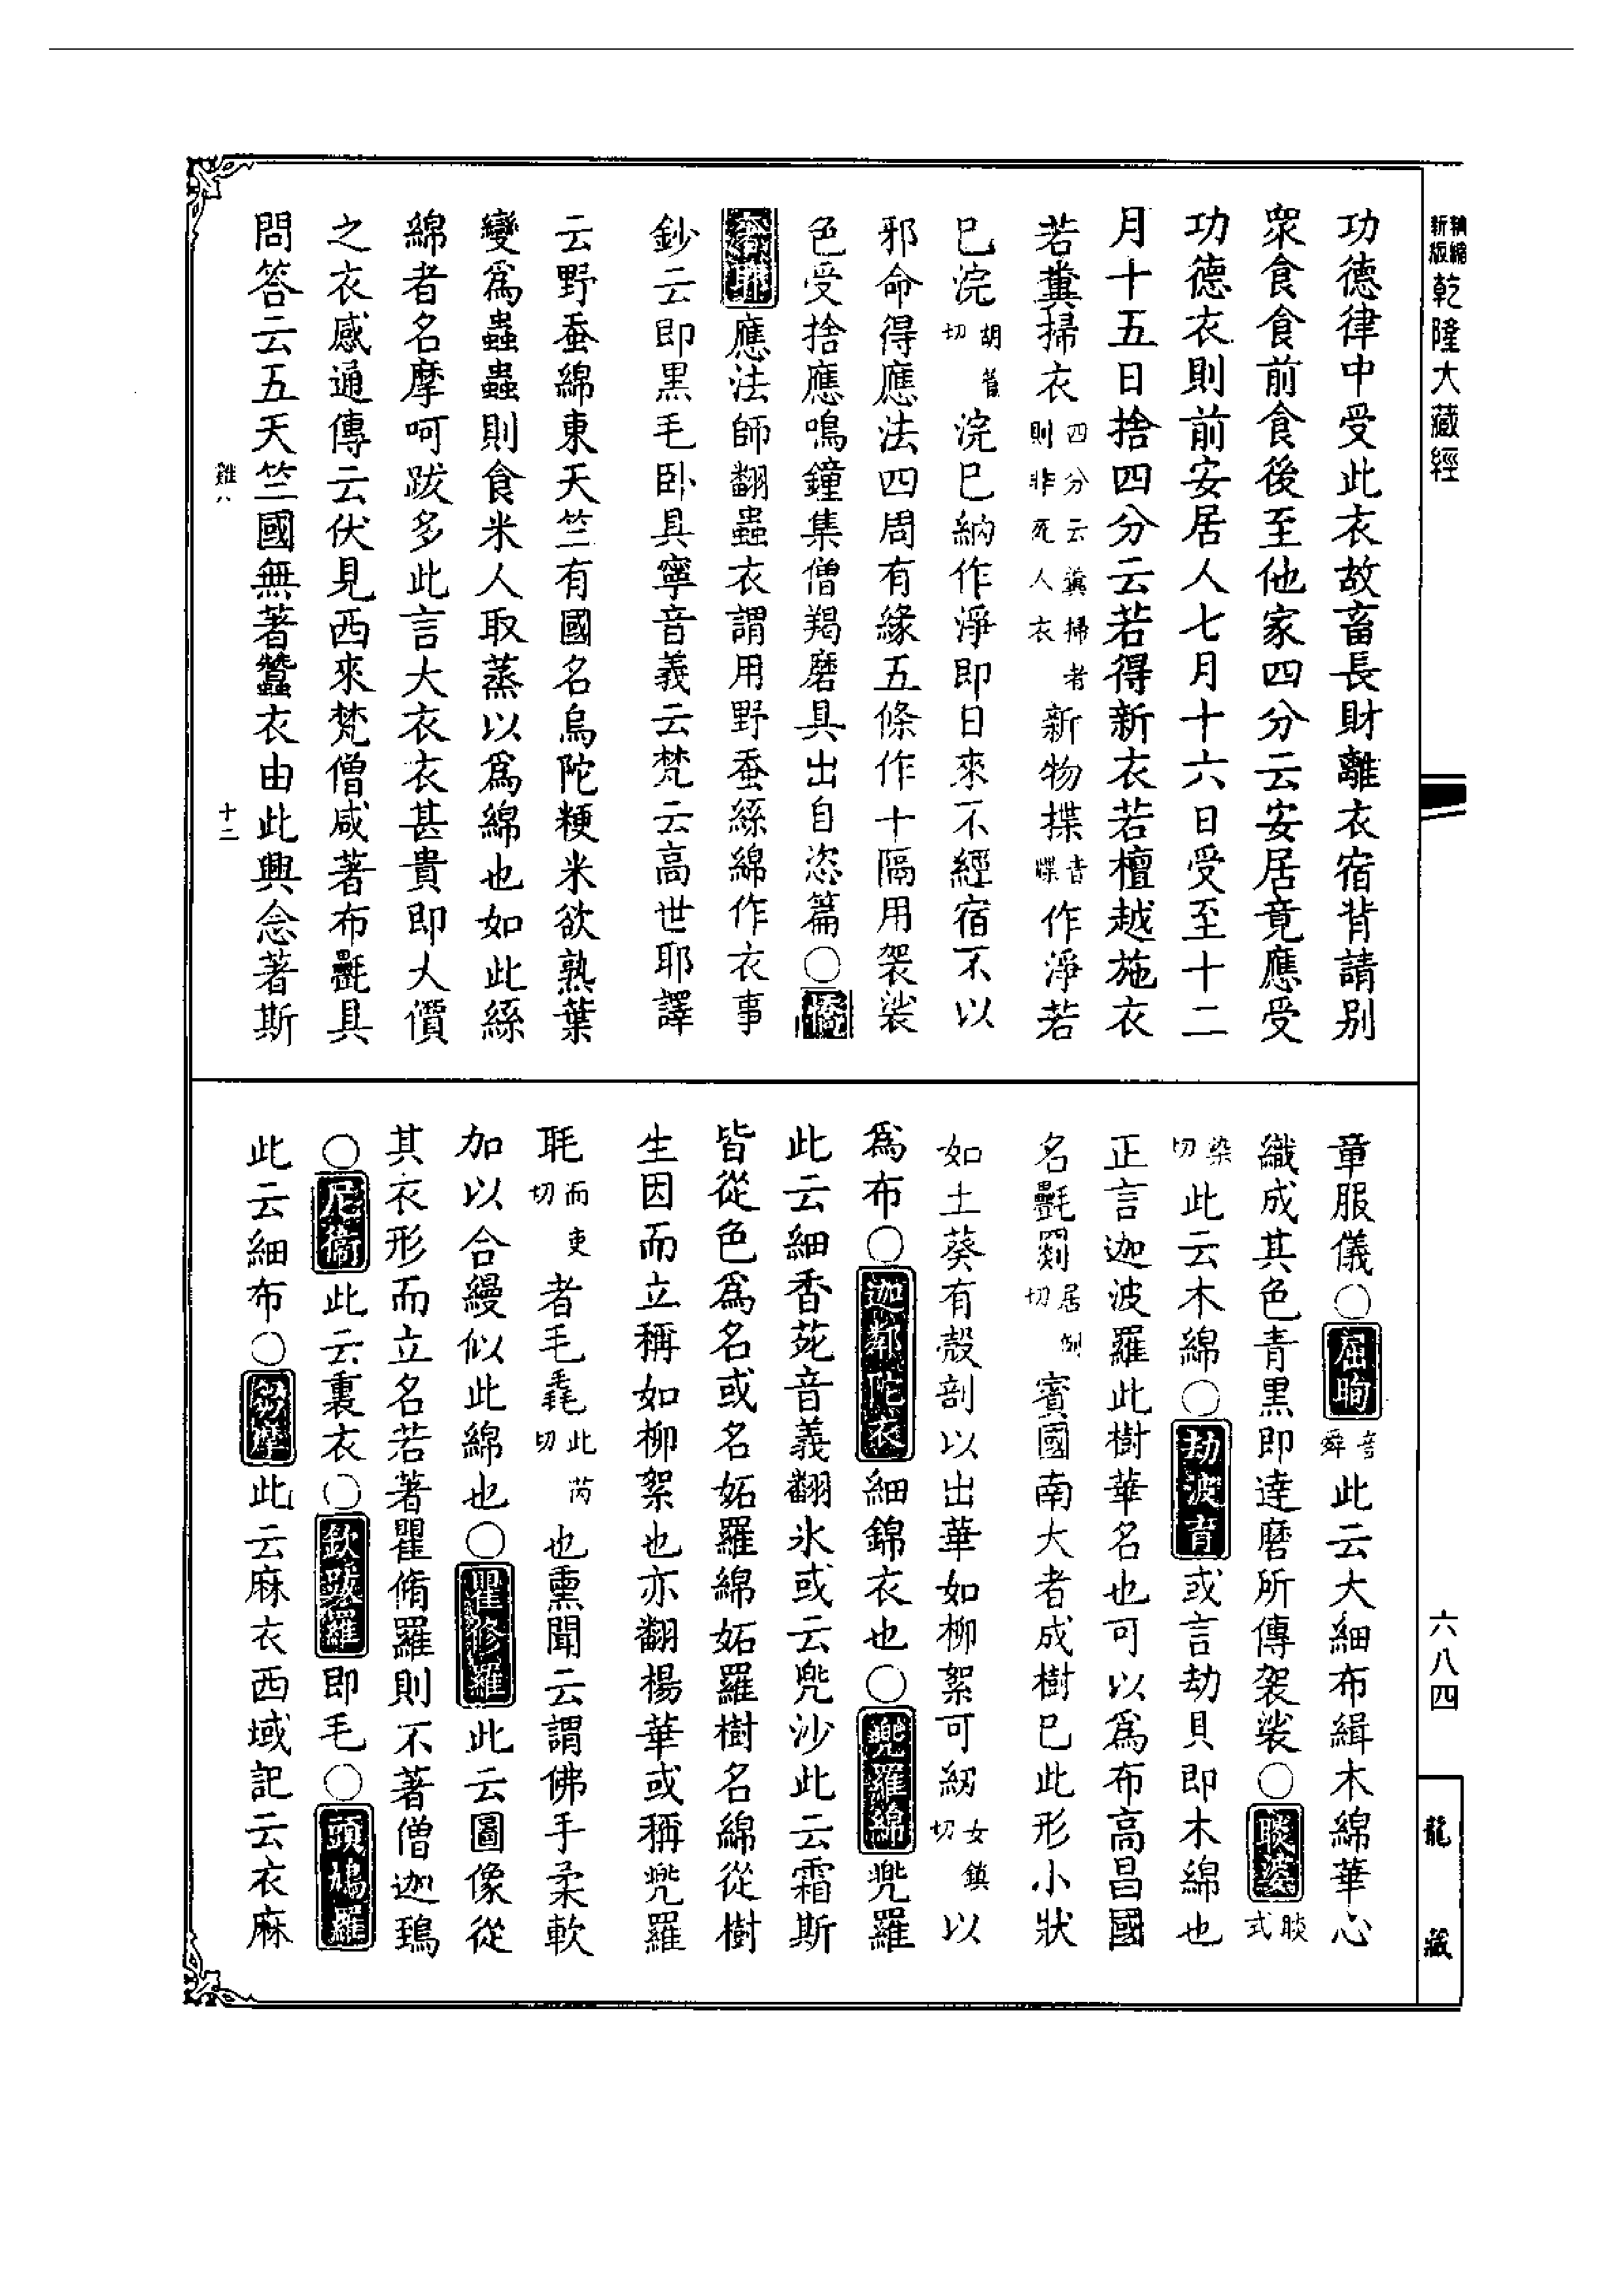 新版精縮
乾隆大藏經
功德律中受此衣故畜長財離衣宿背請別
眾食食前食後至他家四分云安居竟應受
功德衣則前安居人七月十六日受至十二
月十五日捨四分云若得新衣若檀越施衣
若糞掃衣四分云糞掃者則非死人衣新物揲音牒作淨若
已浣胡管切浣已納作淨即日來不經宿不以
邪命得應法四周有緣五條作十隔用袈裟
色受捨應鳴鐘集僧羯磨具出自恣篇○憍
奢耶應法師翻蟲衣謂用野蚕絲綿作衣事
鈔云即黑毛臥具寧音義云梵云高世耶譯
云野蚕綿東天竺有國名烏陀粳米欲熟葉
變為蟲蟲則食米人取蒸以為綿也如此絲
綿者名摩呵跋多此言大衣衣甚貴即大價
之衣感通傳云伏見西來梵僧咸著布㲲具
問答云五天竺國無著蠶衣由此興念著斯
雜八
十二
章服儀○屈眴音舜此云大細布緝木綿華心
織成其色青黑即達磨所傳袈裟○睒婆睒式
染切此云木綿○劫波育或言劫貝即木綿也
正言迦波羅此樹華名也可以為布高昌國
名㲲罽居例切賓國南大者成樹已此形小狀
如土葵有殼剖以出華如柳絮可紉女鎮切以
為布○迦鄰陀衣細錦衣也○兜羅綿兜羅
此云細香苑音義翻氷或云兜沙此云霜斯
皆從色為名或名妬羅綿妬羅樹名綿從樹
生因而立稱如柳絮也亦翻楊華或稱兜羅
毦而吏切者毛毳此芮切也熏聞云謂佛手柔軟
加以合縵似此綿也○瞿修羅此云圖像從
其衣形而立名若著瞿脩羅則不著僧迦鵄
○尼衛此云裏衣○欽跋羅即毛○頭鳩羅
此云細布○芻摩此云麻衣西域記云衣麻
六八四
龍藏